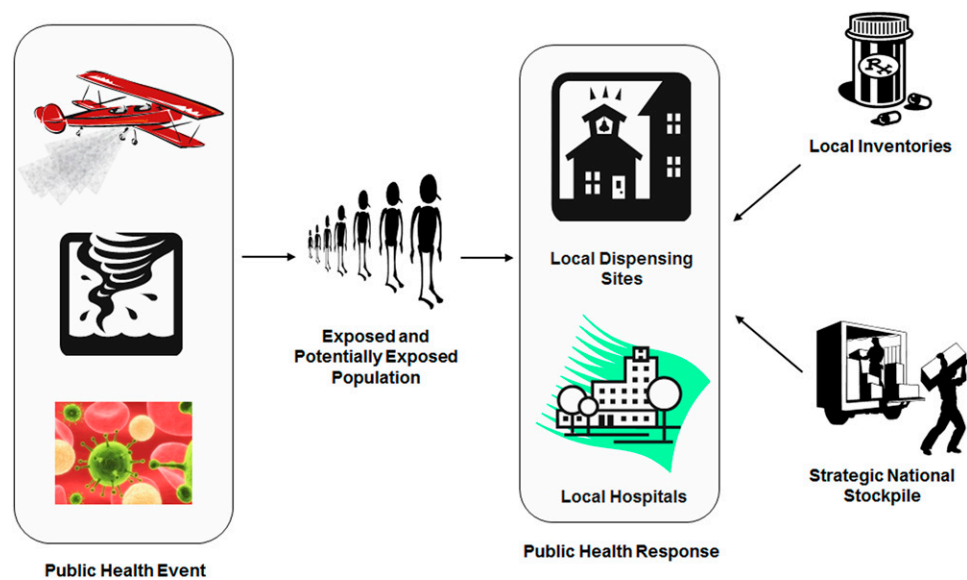 Public Health Event
Exposed and
Potentially Exposed
Population
Local Dispensing
Sites
Local Hospitals
Public Health Response
Rx
Local Inventories
Strategic National
Stockpile